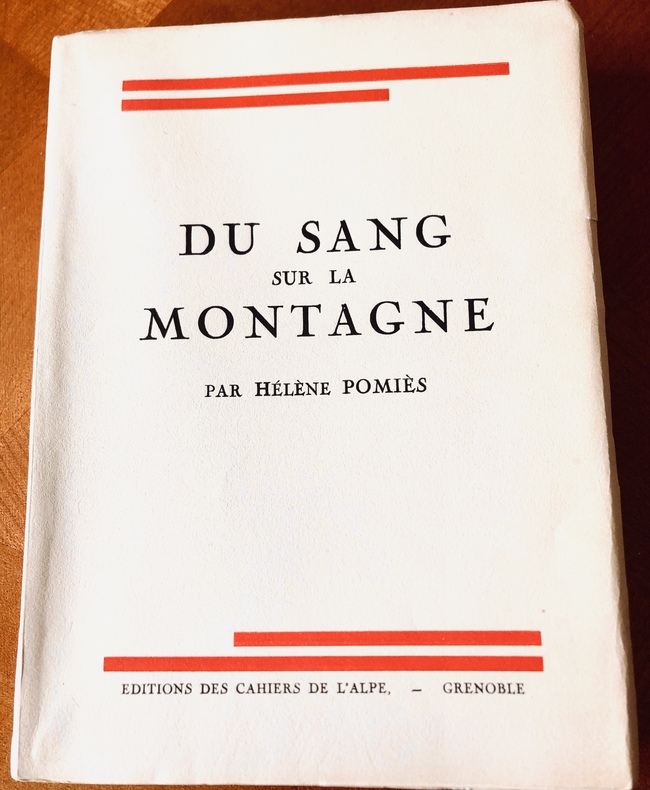 DU SANG
SUR LA
MONTAGNE
PAR HÉLÈNE POMIÈS
EDITIONS DES CAHIERS DE L'ALPE, – GRENOBLE